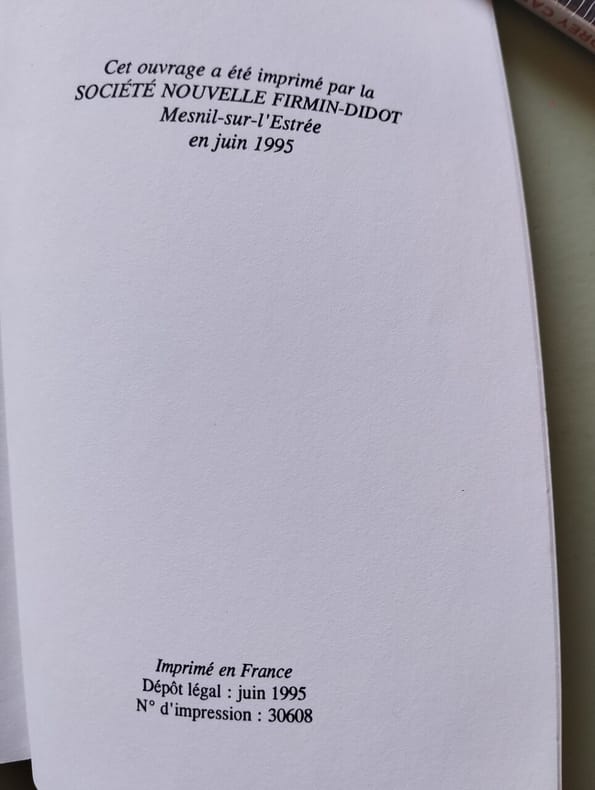 Cet ouvrage a été imprimé par la
SOCIÉTÉ NOUVELLE FIRMIN-DIDOT
Mesnil-sur-l'Estrée
en juin 1995
Imprimé en France
Dépôt légal : juin 1995
N° d'impression : 30608